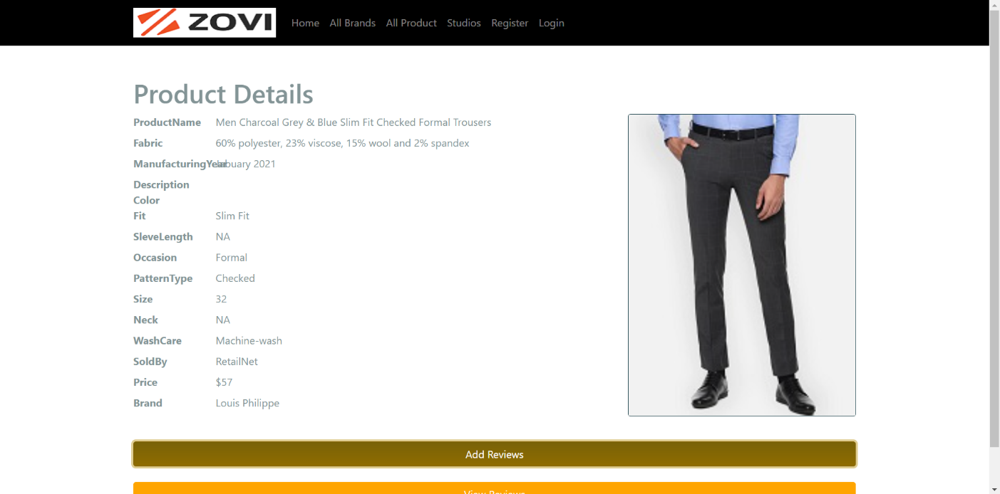 ZOVI Home All Brands All Product Studios Register Login
Product Details
ProductName Men Charcoal Grey & Blue Slim Fit Checked Formal Trousers
Fabric 60% polyester, 23% viscose, 15% wool and 2% spandex
ManufacturingYear 2021
Description
Color
Fit Slim Fit
SleveLength NA
Occasion Formal
PatternType Checked
Size 32
Neck NA
WashCare Machine-wash
SoldBy RetailNet
Price $57
Brand Louis Philippe
Add Reviews
View Reviews